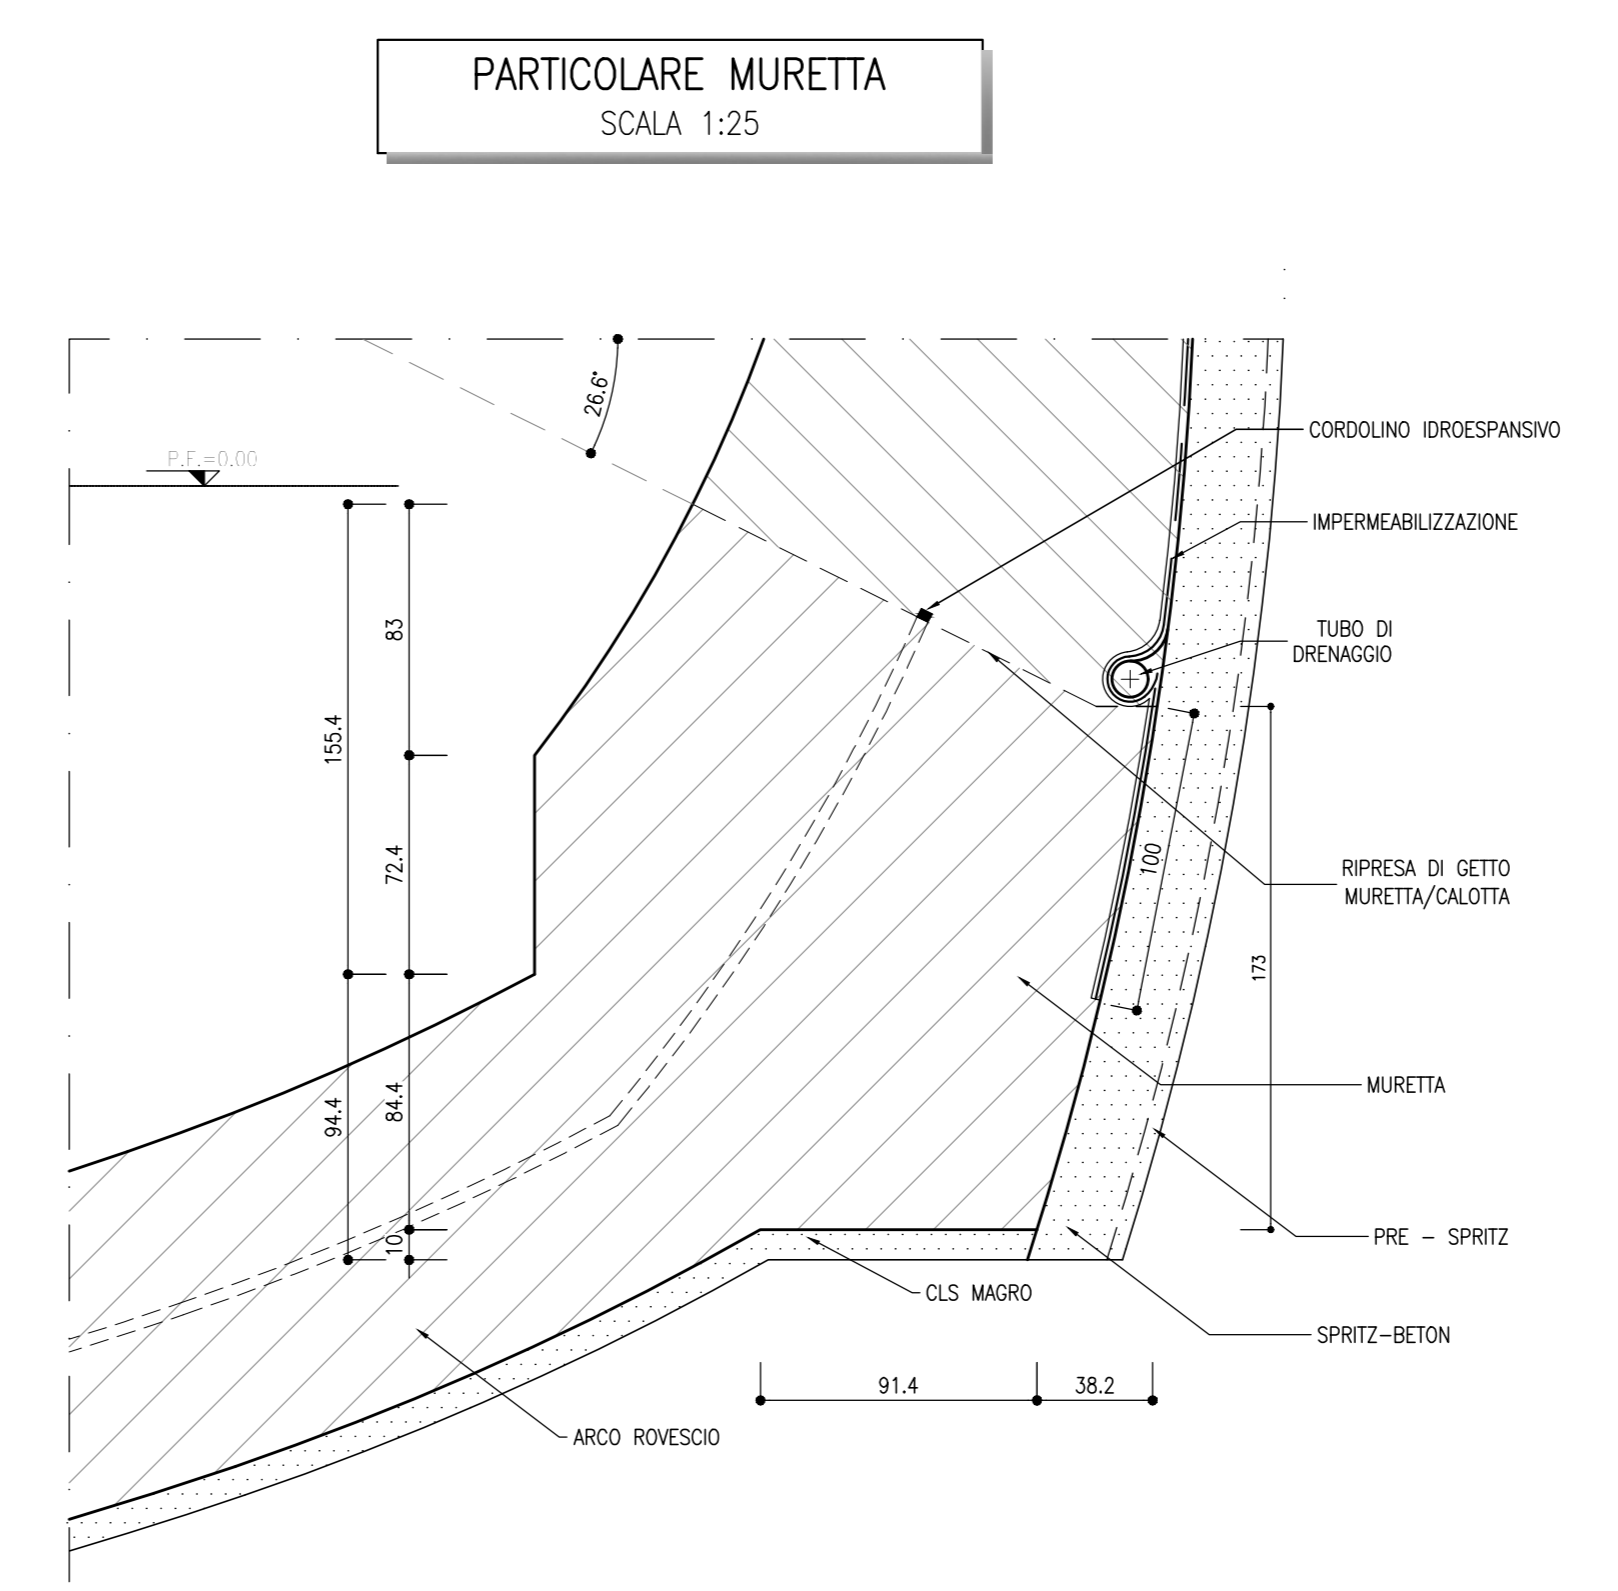 PARTICOLARE MURETTA
SCALA 1:25
26.6°
P.F.=0.00
CORDOLINO IDROESPANSIVO
IMPERMEABILIZZAZIONE
TUBO DI
DRENAGGIO
83
155.4
72.4
100
RIPRESA DI GETTO
MURETTA/CALOTTA
173
MURETTA
94.4
84.4
10
PRE - SPRITZ
CLS MAGRO
SPRITZ-BETON
91.4
38.2
ARCO ROVESCIO